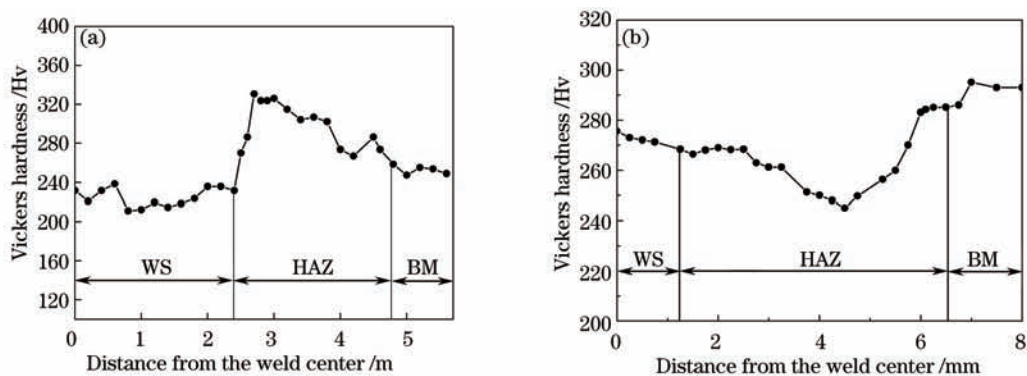 (a)
Vickers hardness /Hv
400
360
320
280
240
200
160
120
WS
HAZ
BM
0 1 2 3 4 5
Distance from the weld center /m
(b)
Vickers hardness /Hv
320
300
280
260
240
220
200
WS
HAZ
BM
0 2 4 6 8
Distance from the weld center /mm